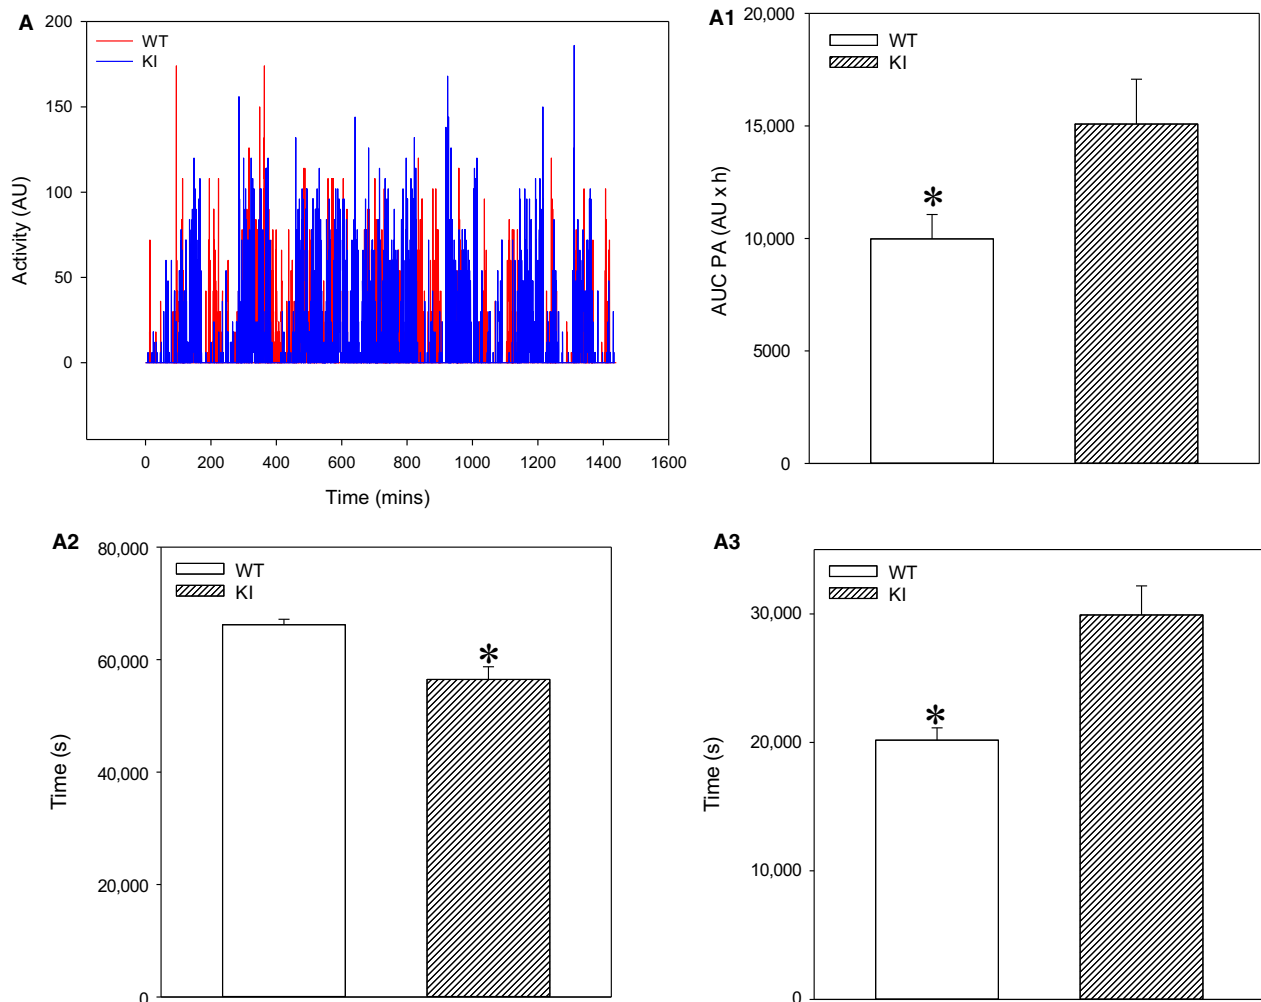 A
200
WT
KI
150
100
50
0
Activity (AU)
0 200 400 600 800 1000 1200 1400 1600
Time (mins)
A1
20,000
WT
KI
15,000
*
10,000
5000
0
AUC PA (AU x h)
A2
80,000
WT
KI
60,000
*
40,000
20,000
0
Time (s)
A3
WT
KI
30,000
*
20,000
10,000
0
Time (s)